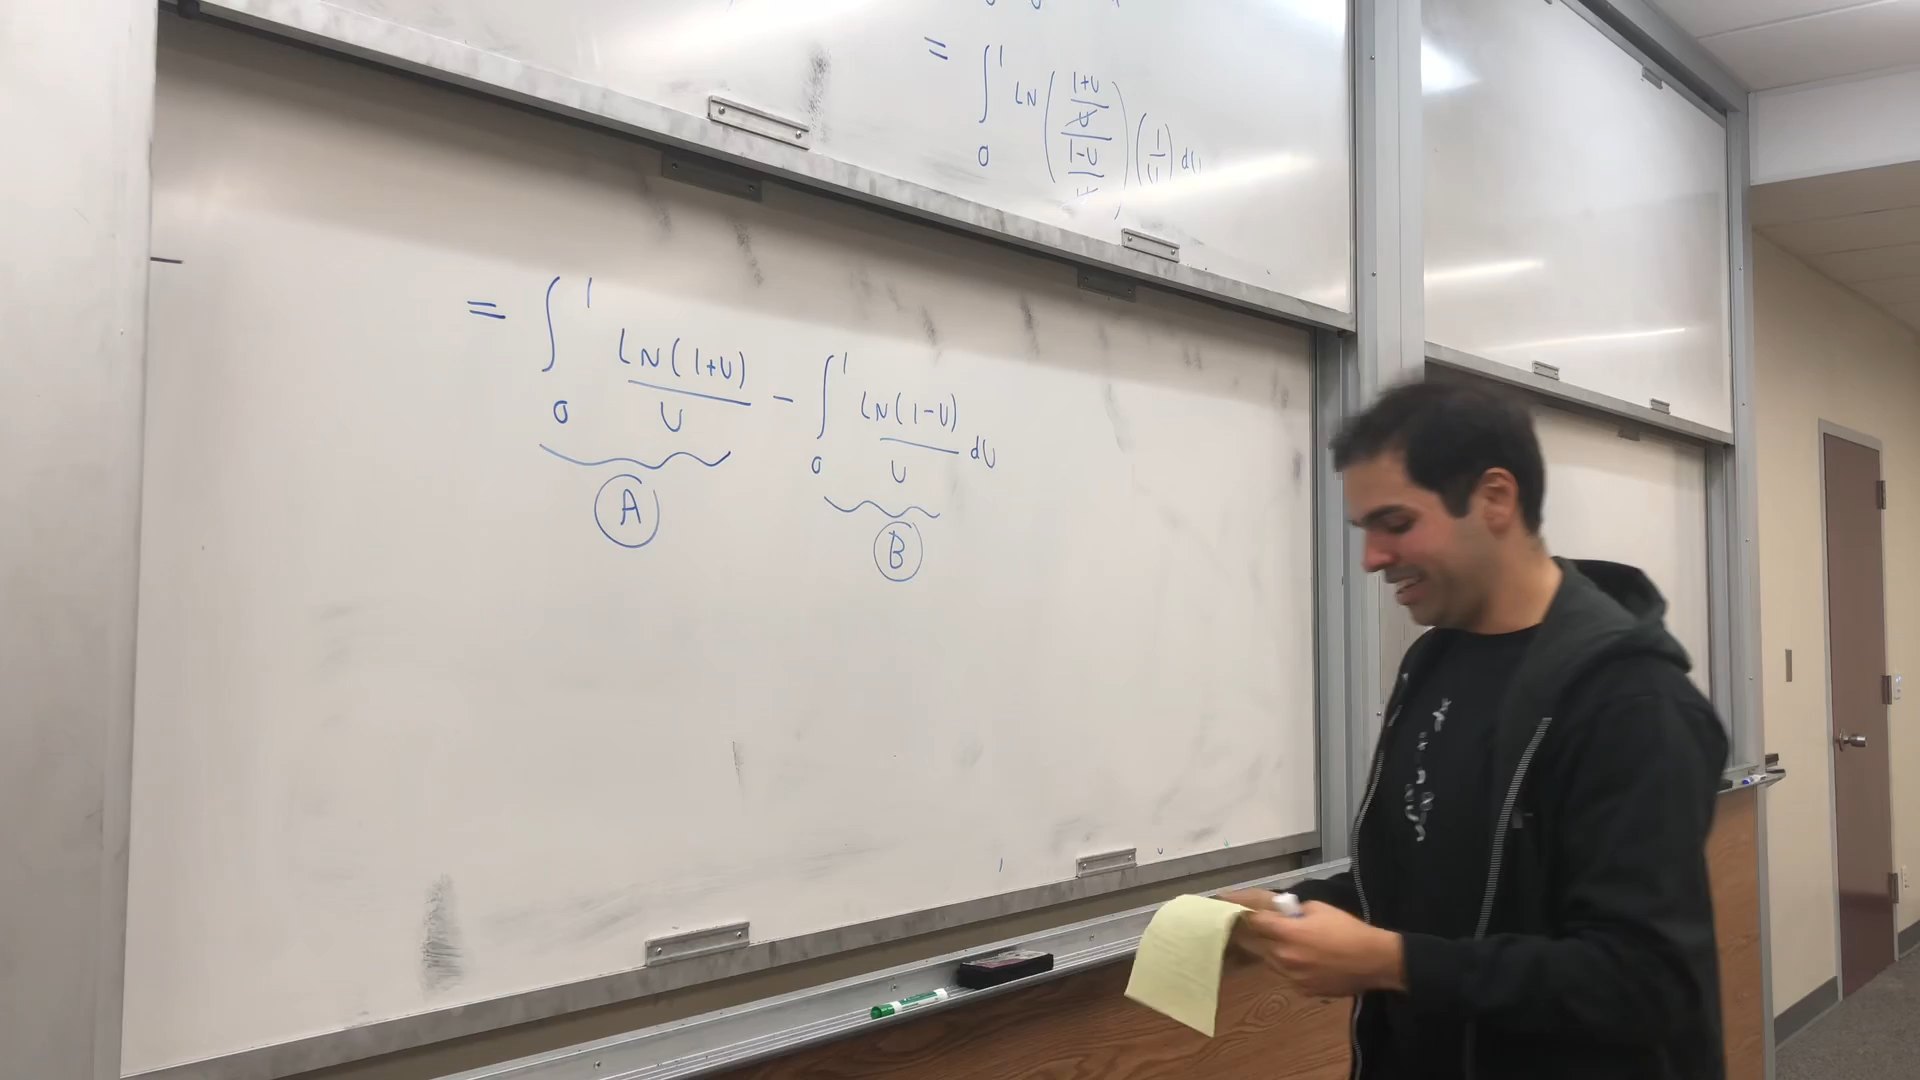 = ∫₀¹ LN( (1+U)/U / (1-U)/U ) (1/U) dU
= ∫₀¹ LN(1+U)/U - ∫₀¹ LN(1-U)/U dU
A B